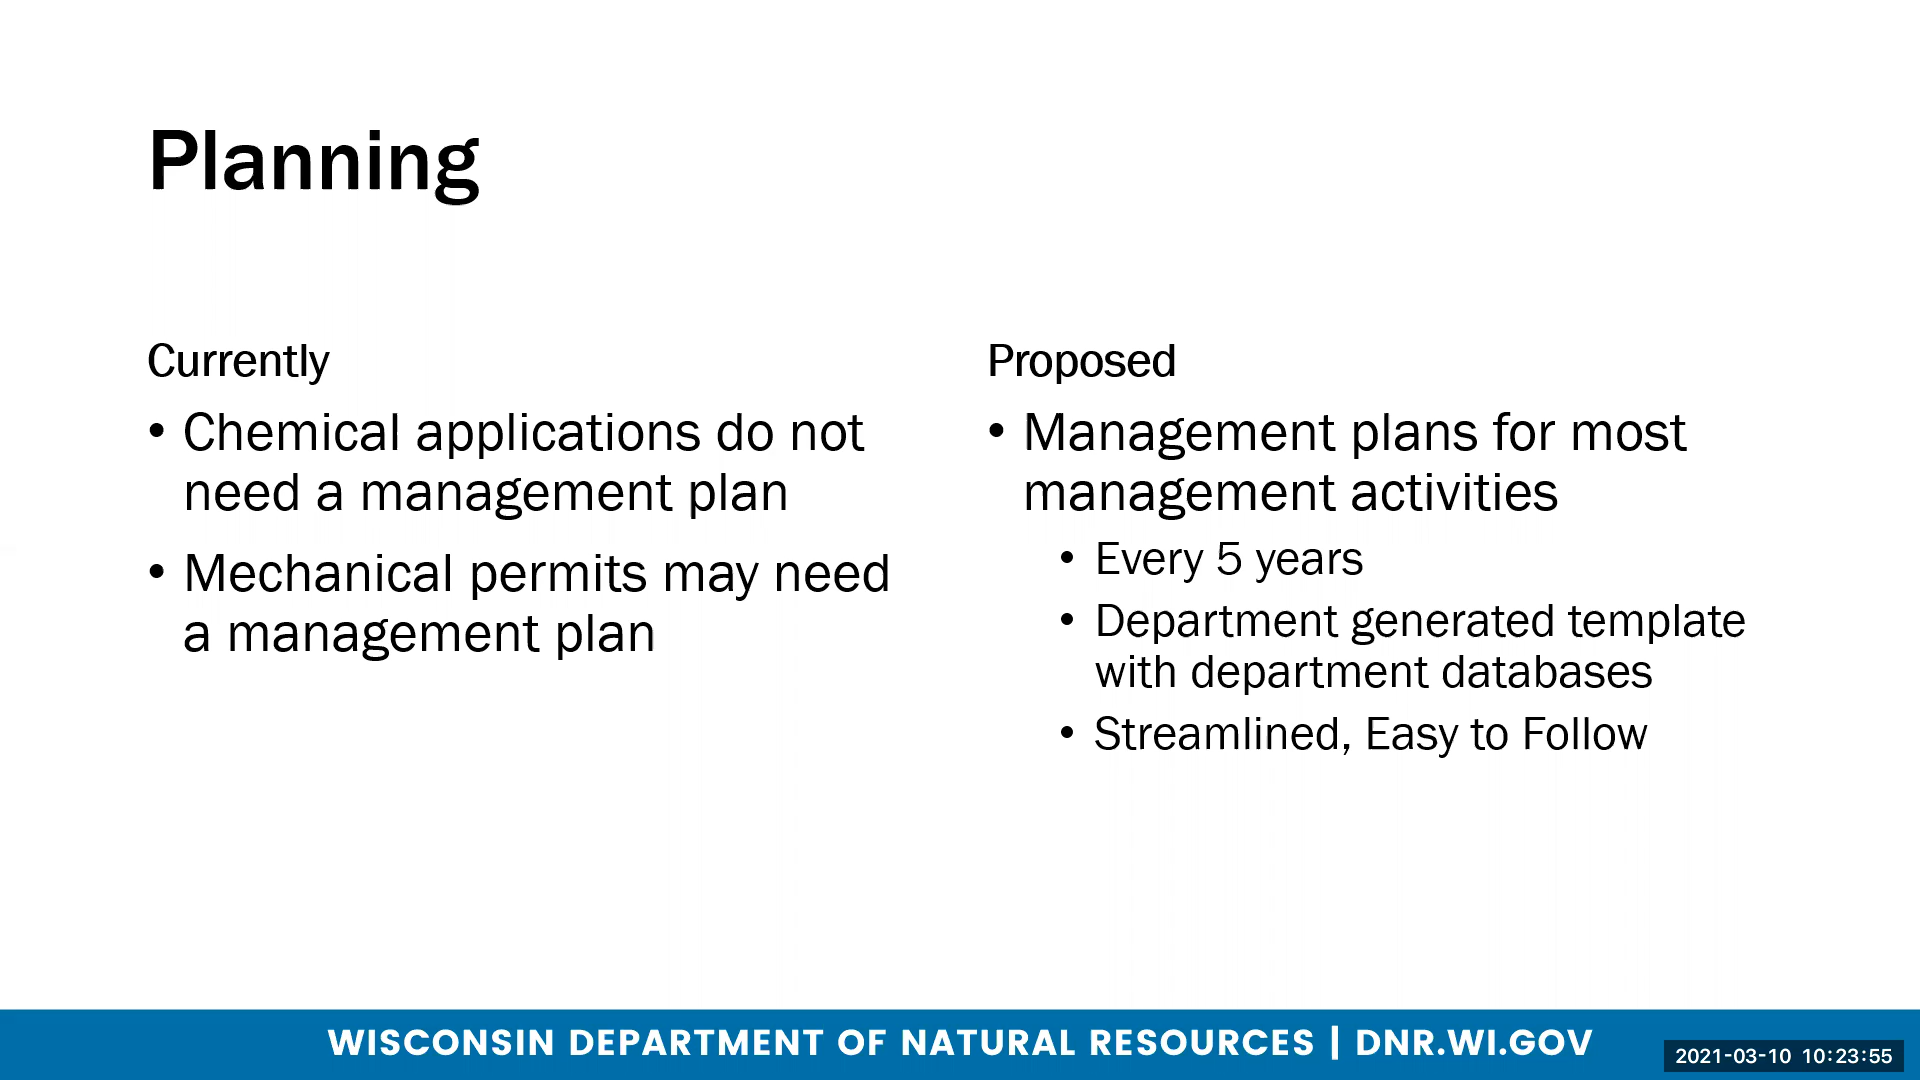 Planning
Currently
• Chemical applications do not
need a management plan
• Mechanical permits may need
a management plan
Proposed
• Management plans for most
management activities
• Every 5 years
• Department generated template
with department databases
• Streamlined, Easy to Follow
WISCONSIN DEPARTMENT OF NATURAL RESOURCES | DNR.WI.GOV
2021-03-10 10:23:55